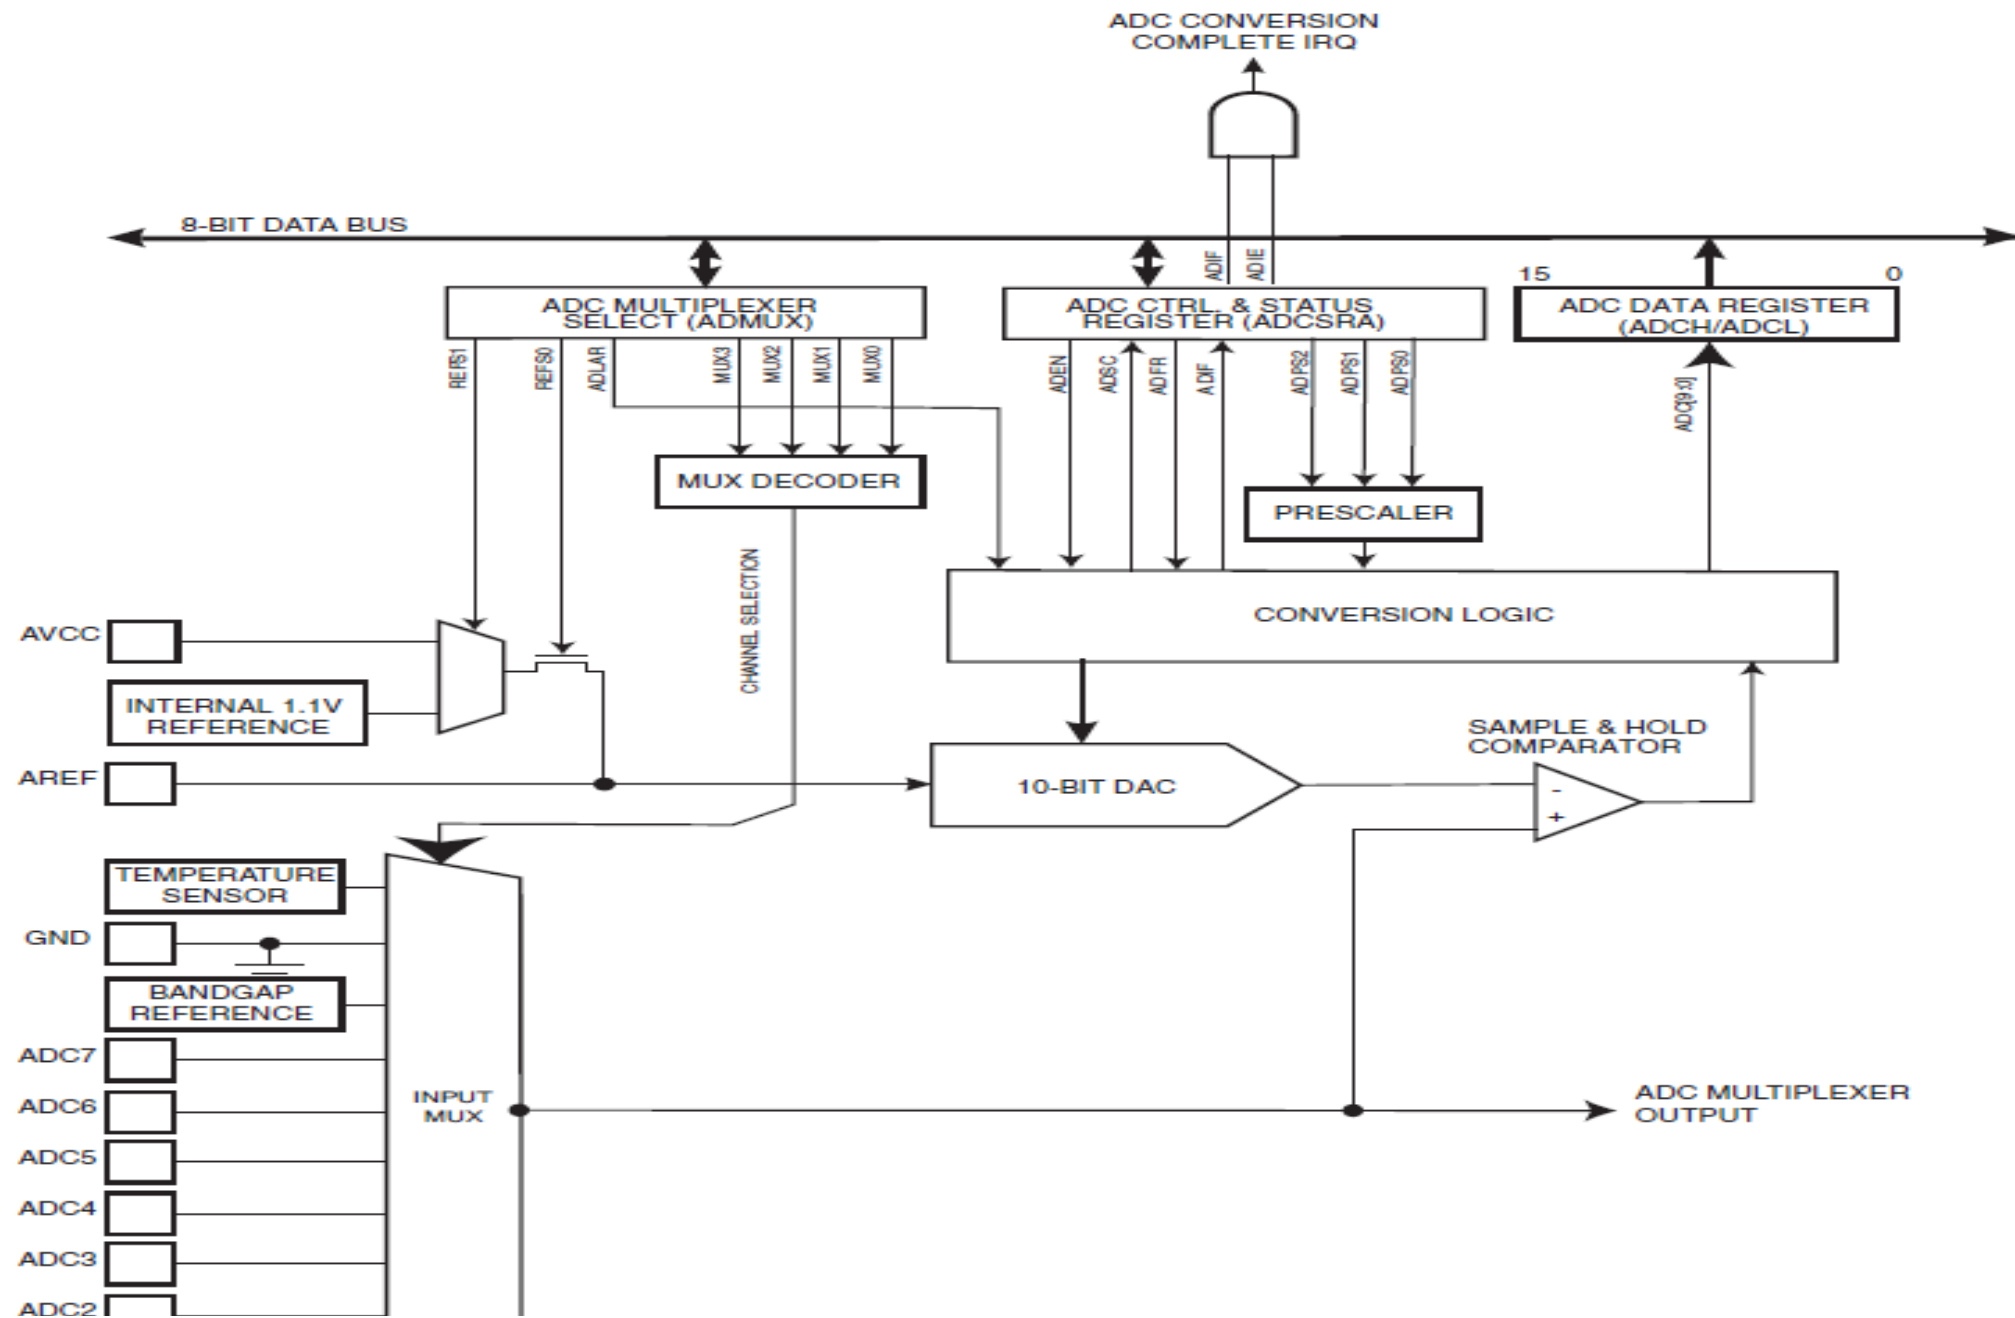 ADC CONVERSION
COMPLETE IRQ
8-BIT DATA BUS
ADIF
ADIE
15
0
ADC MULTIPLEXER
SELECT (ADMUX)
ADC CTRL. & STATUS
REGISTER (ADCSRA)
ADC DATA REGISTER
(ADCH/ADCL)
REFS1
REFS0
ADLAR
MUX3
MUX2
MUX1
MUX0
ADEN
ADSC
ADFR
ADIF
ADPS2
ADPS1
ADPS0
ADC[9:0]
MUX DECODER
PRESCALER
CHANNEL SELECTION
CONVERSION LOGIC
AVCC
INTERNAL 1.1V
REFERENCE
SAMPLE & HOLD
COMPARATOR
AREF
10-BIT DAC
-
+
TEMPERATURE
SENSOR
GND
BANDGAP
REFERENCE
ADC7
ADC6
INPUT
MUX
ADC MULTIPLEXER
OUTPUT
ADC5
ADC4
ADC3
ADC2